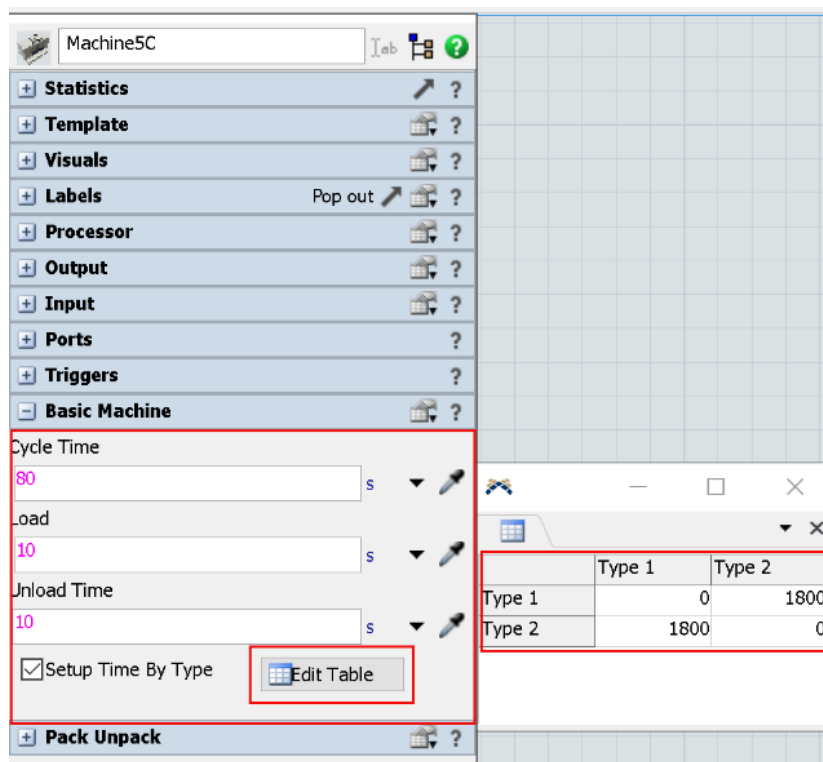 Machine5C
Statistics ?
Template ?
Visuals ?
Labels Pop out ?
Processor ?
Output ?
Input ?
Ports ?
Triggers ?
Basic Machine ?
Cycle Time
80 s
Load
10 s
Unload Time
10 s
Setup Time By Type Edit Table
Pack Unpack ?
Type 1 Type 2
Type 1 0 1800
Type 2 1800 0